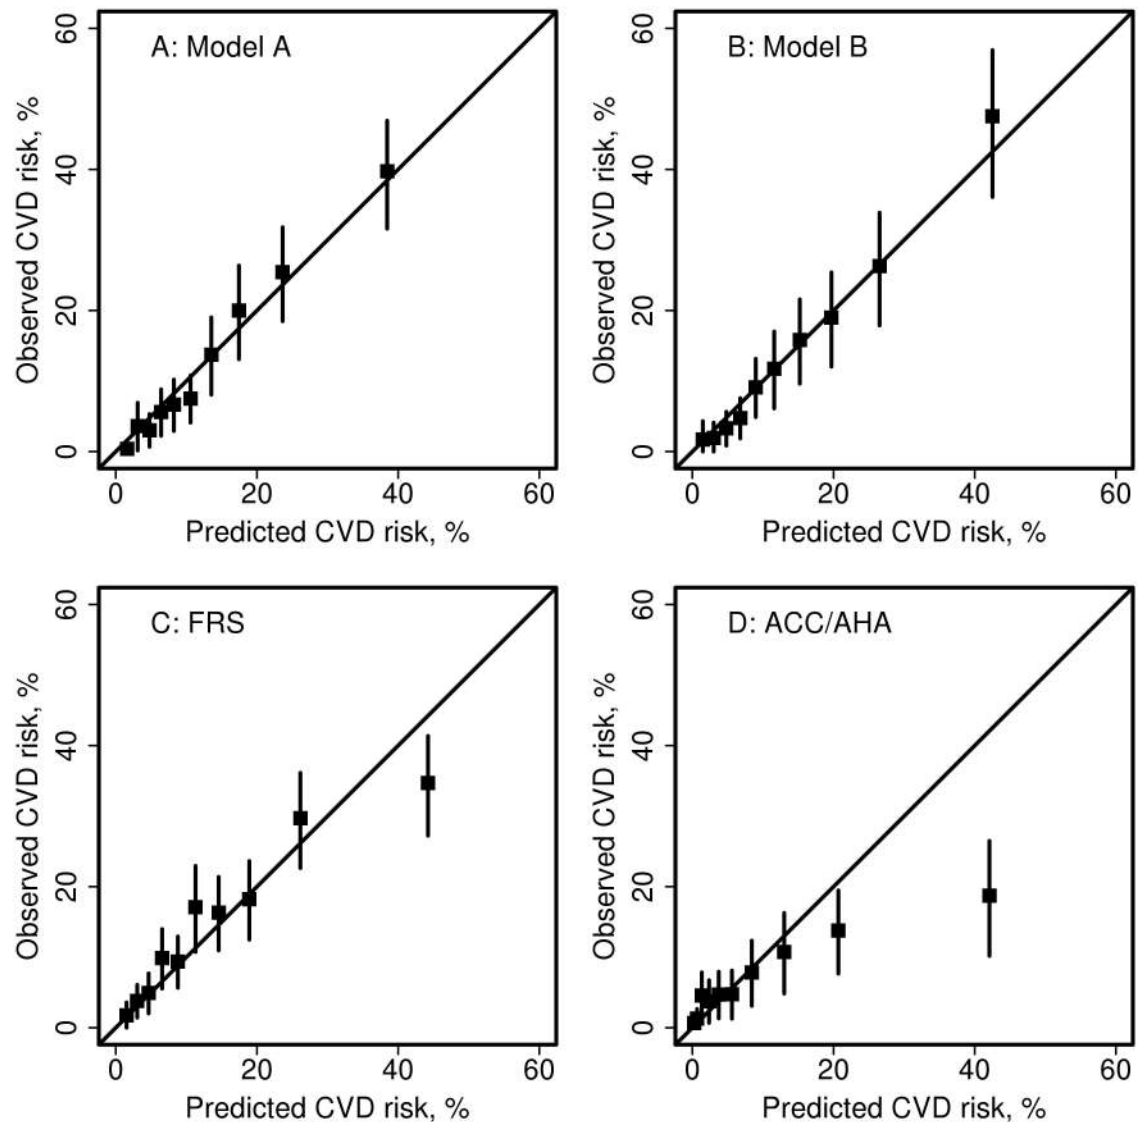 A: Model A
Observed CVD risk, %
60
40
20
0
0 20 40 60
Predicted CVD risk, %
B: Model B
Observed CVD risk, %
60
40
20
0
0 20 40 60
Predicted CVD risk, %
C: FRS
Observed CVD risk, %
60
40
20
0
0 20 40 60
Predicted CVD risk, %
D: ACC/AHA
Observed CVD risk, %
60
40
20
0
0 20 40 60
Predicted CVD risk, %